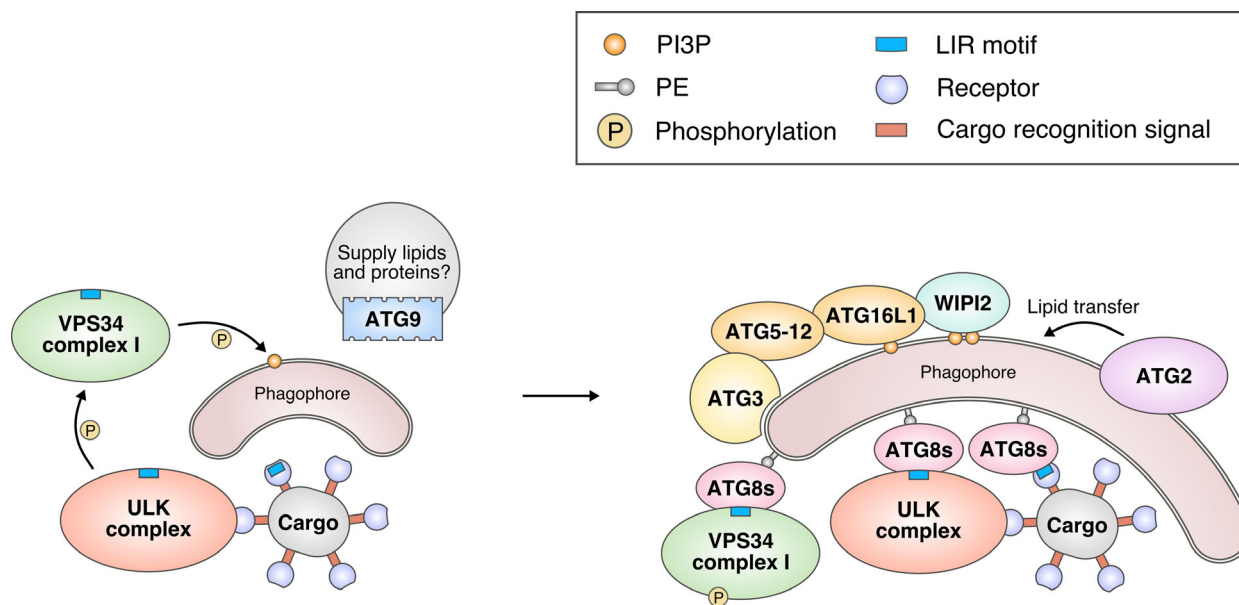 PI3P
LIR motif
PE
Receptor
P
Phosphorylation
Cargo recognition signal
Supply lipids
and proteins?
ATG9
VPS34
complex I
P
Phagophore
P
ULK
complex
Cargo
WIPI2
ATG16L1
ATG5-12
Lipid transfer
Phagophore
ATG2
ATG3
ATG8s
ATG8s
ATG8s
ULK
complex
Cargo
VPS34
complex I
P